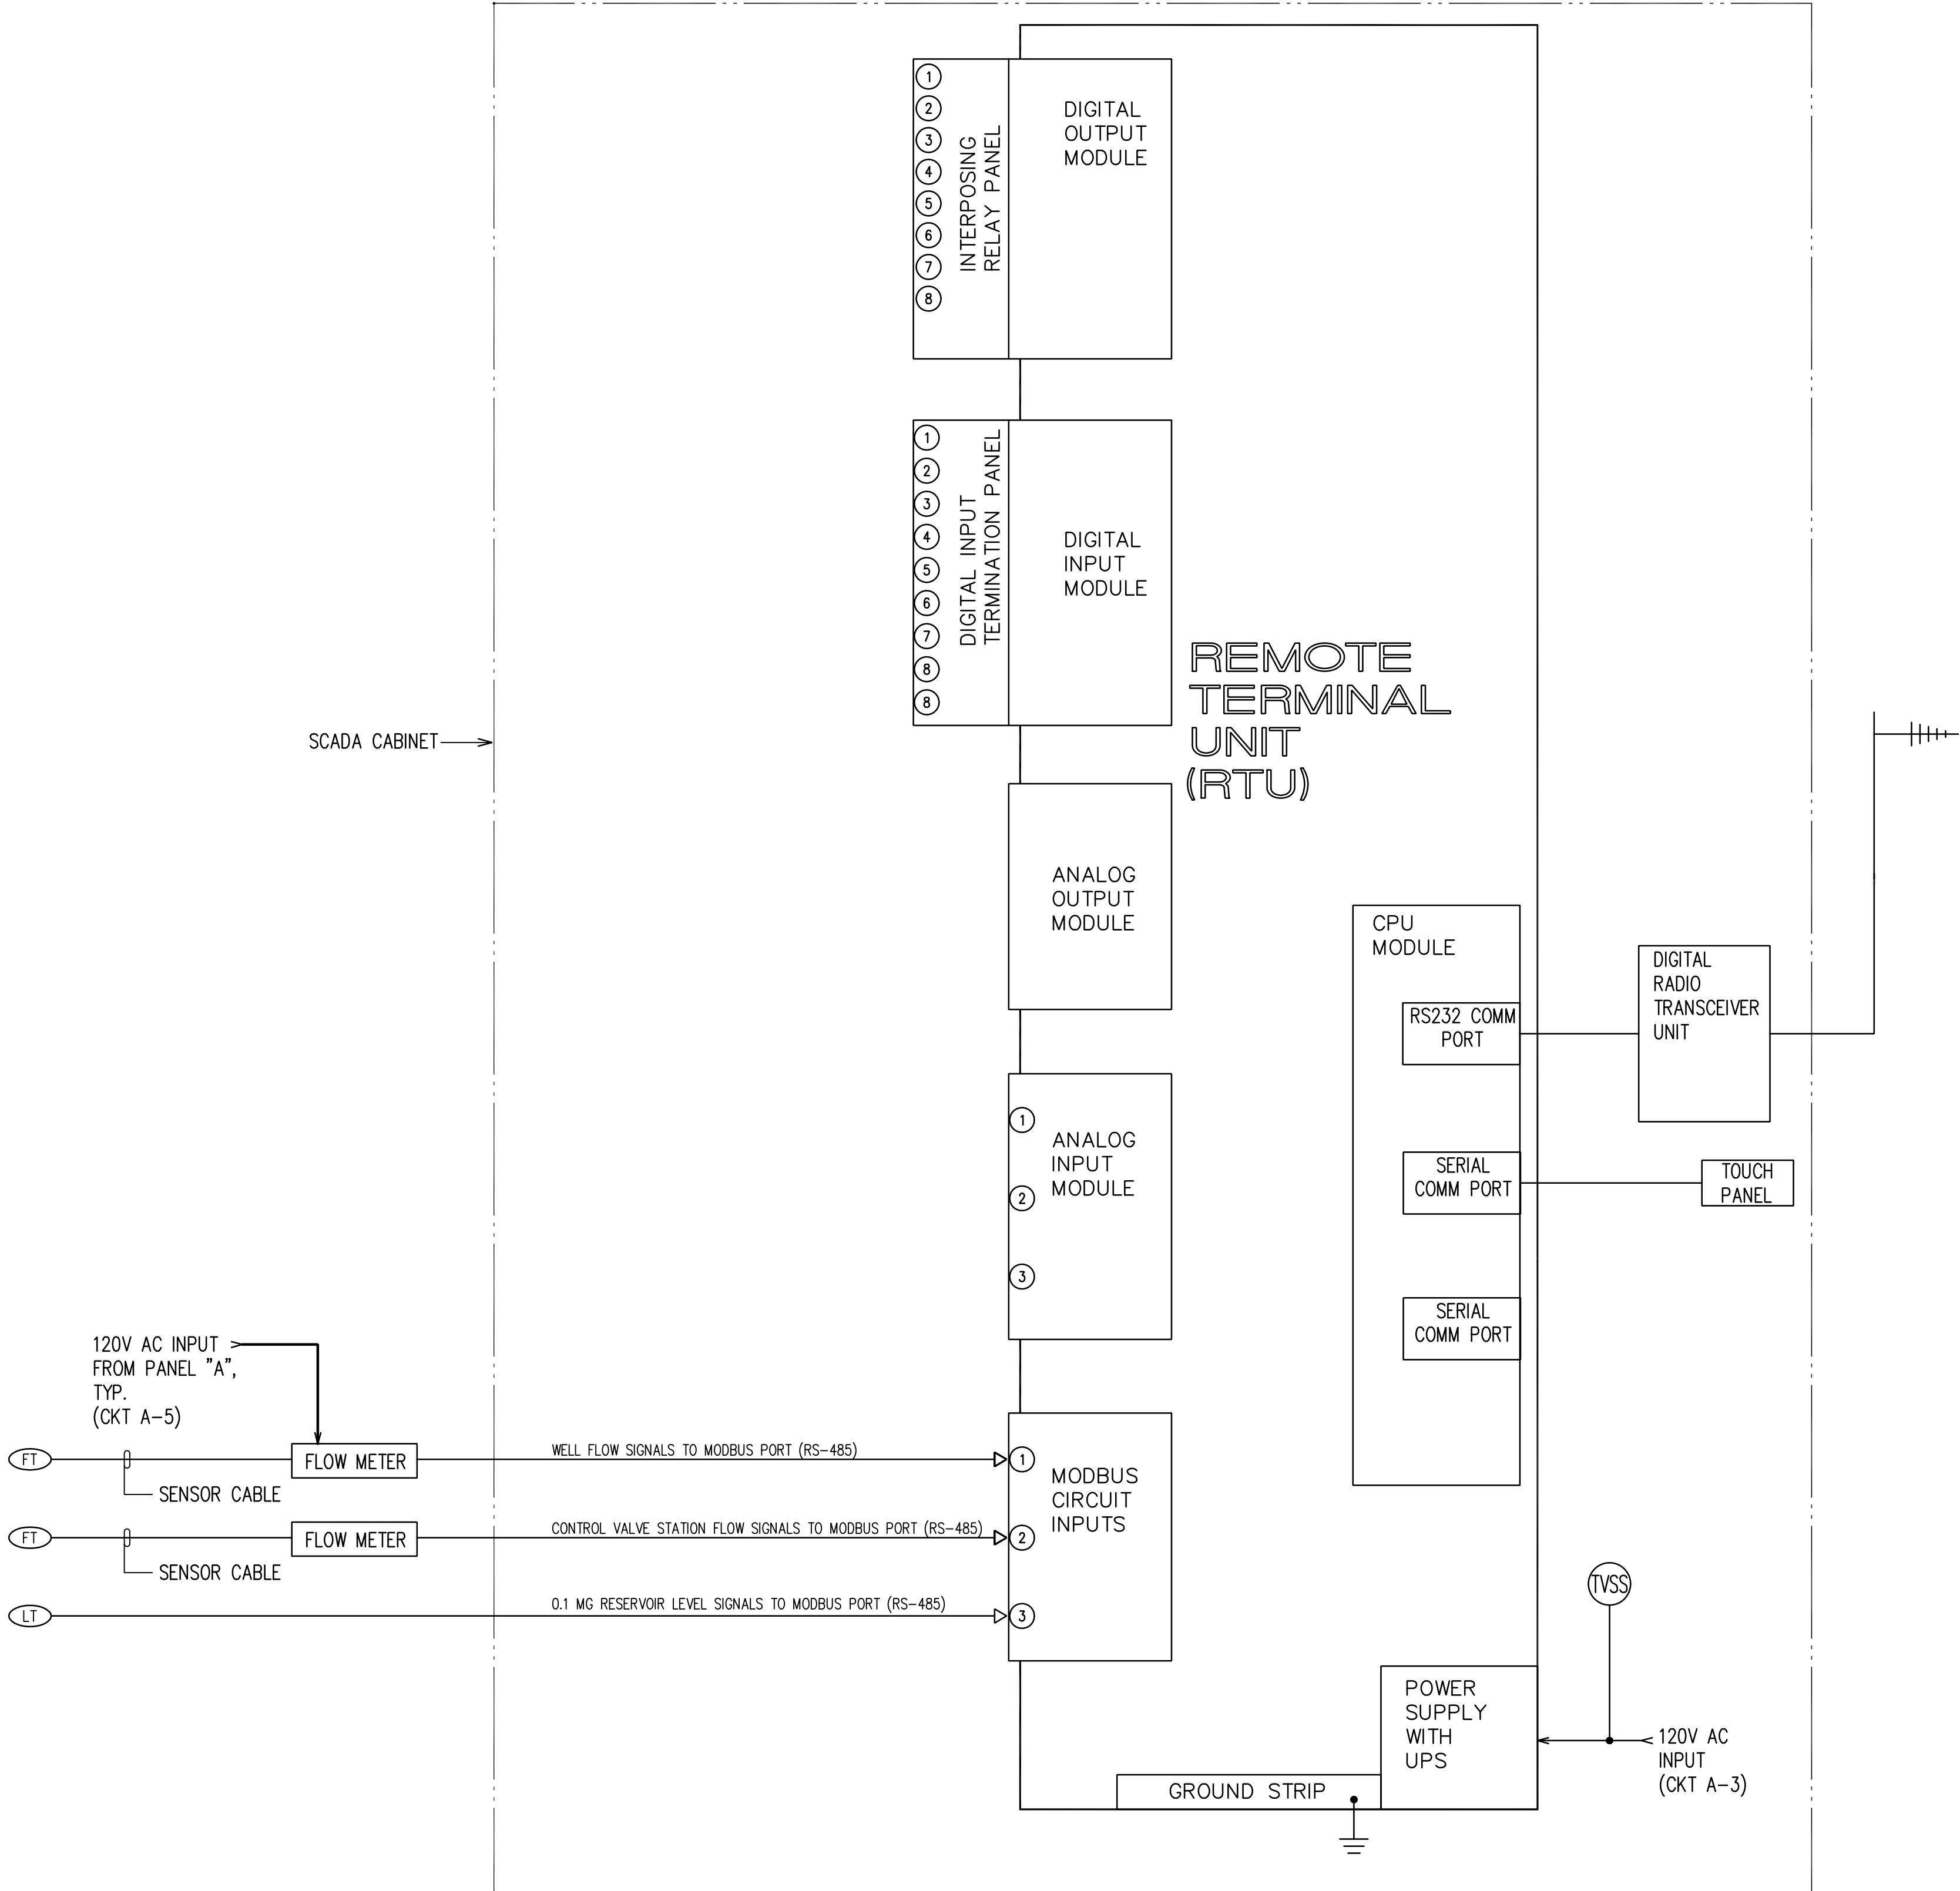 1
2
3
4
5
6
7
8
INTERPOSING
RELAY PANEL
DIGITAL
OUTPUT
MODULE
1
2
3
4
5
6
7
8
8
DIGITAL INPUT
TERMINATION PANEL
DIGITAL
INPUT
MODULE
REMOTE
TERMINAL
UNIT
(RTU)
SCADA CABINET
ANALOG
OUTPUT
MODULE
CPU
MODULE
RS232 COMM
PORT
DIGITAL
RADIO
TRANSCEIVER
UNIT
1
2
3
ANALOG
INPUT
MODULE
SERIAL
COMM PORT
TOUCH
PANEL
SERIAL
COMM PORT
120V AC INPUT
FROM PANEL "A",
TYP.
(CKT A-5)
FT
FLOW METER
SENSOR CABLE
WELL FLOW SIGNALS TO MODBUS PORT (RS-485)
1
FT
FLOW METER
SENSOR CABLE
CONTROL VALVE STATION FLOW SIGNALS TO MODBUS PORT (RS-485)
2
LT
0.1 MG RESERVOIR LEVEL SIGNALS TO MODBUS PORT (RS-485)
3
MODBUS
CIRCUIT
INPUTS
TVSS
POWER
SUPPLY
WITH
UPS
120V AC
INPUT
(CKT A-3)
GROUND STRIP